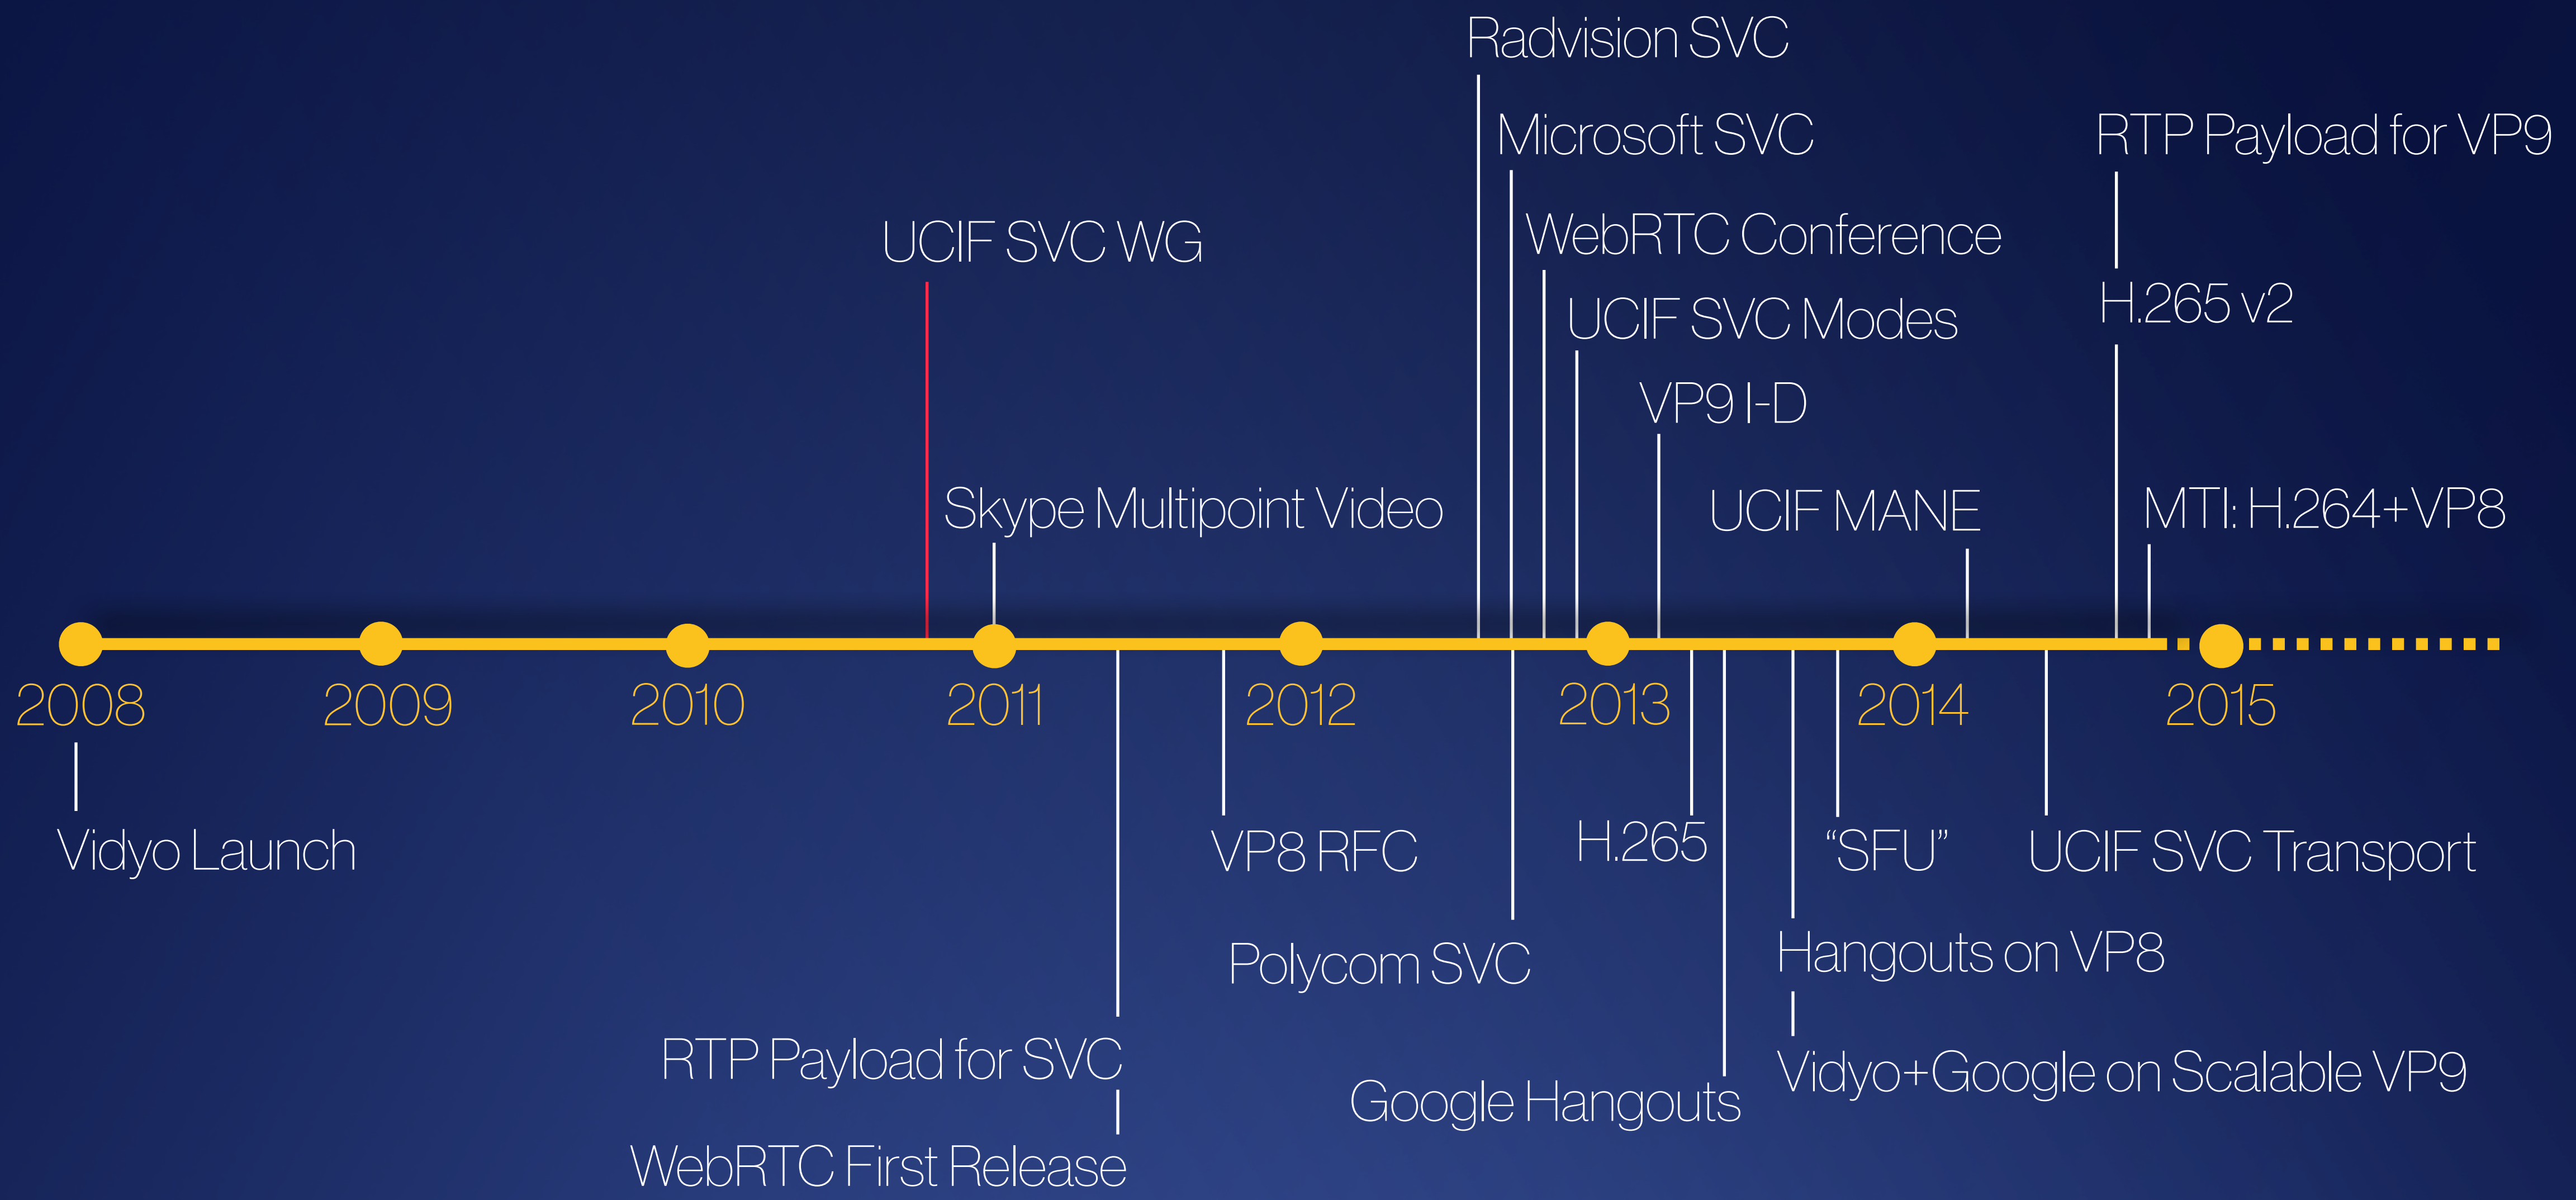 Radvision SVC
Microsoft SVC
RTP Payload for VP9
WebRTC Conference
UCIF SVC WG
H.265 v2
UCIF SVC Modes
VP9 I-D
Skype Multipoint Video
UCIF MANE
MTI: H.264+VP8
2008
2009
2010
2011
2012
2013
2014
2015
Vidyo Launch
VP8 RFC
H.265
“SFU”
UCIF SVC Transport
Polycom SVC
Hangouts on VP8
RTP Payload for SVC
Vidyo+Google on Scalable VP9
Google Hangouts
WebRTC First Release